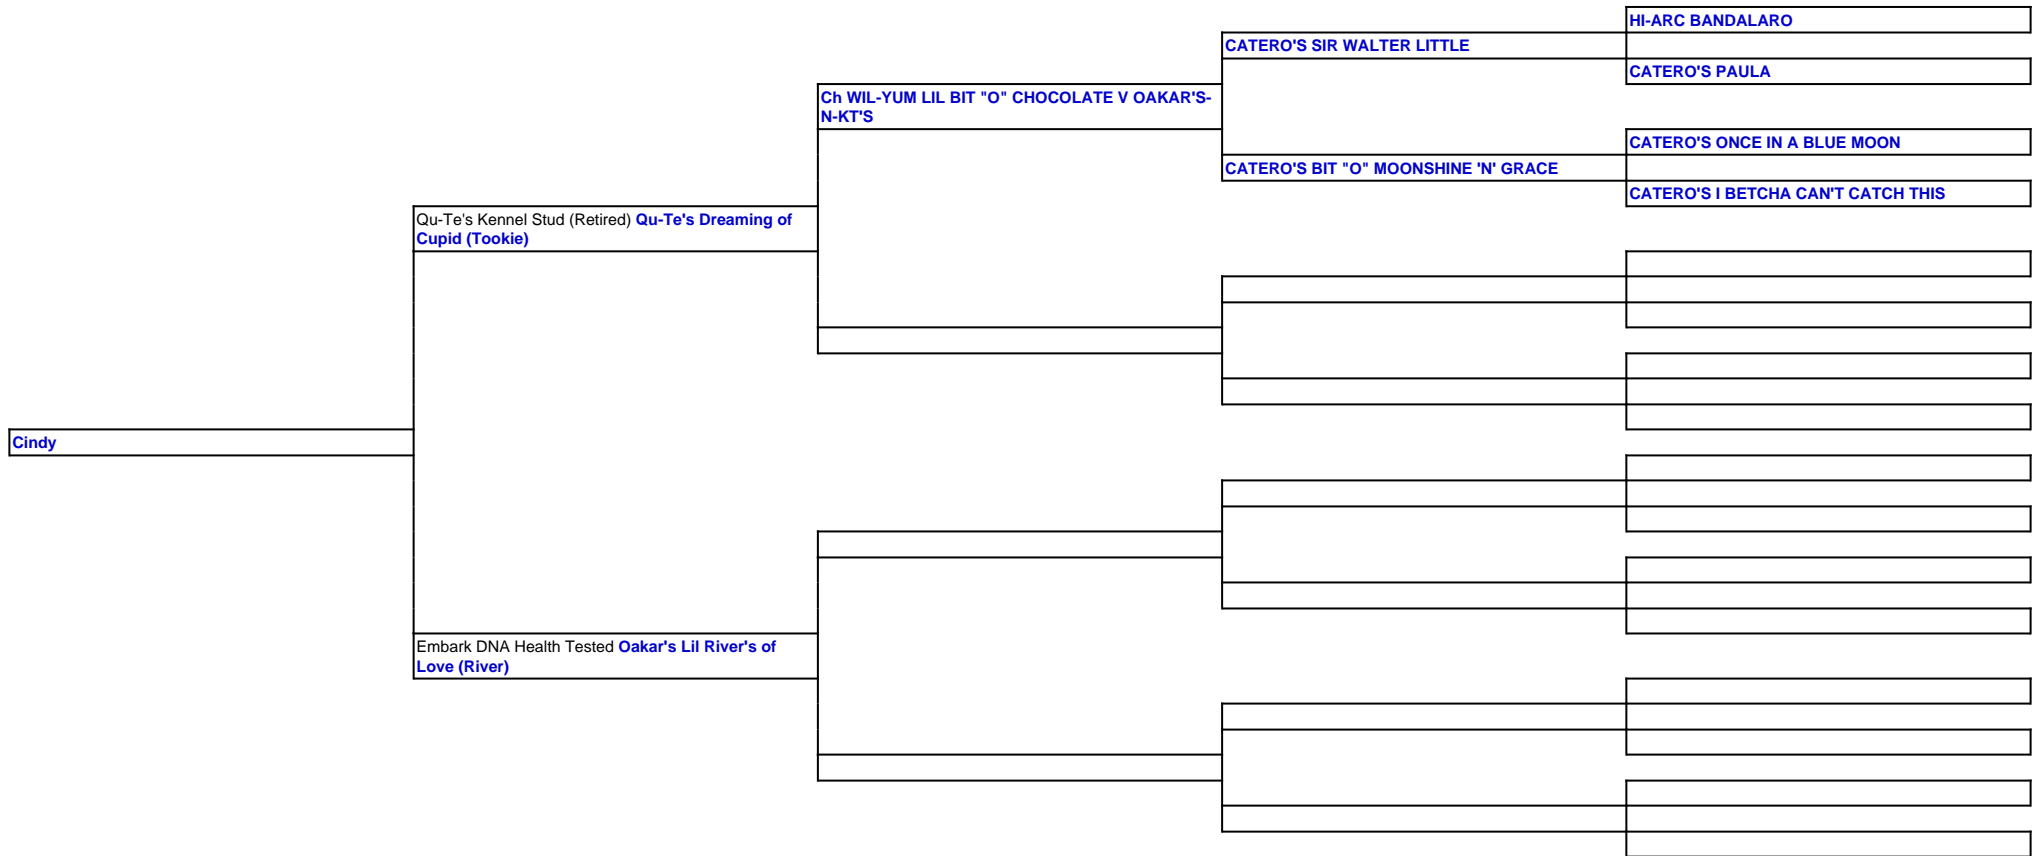 HI-ARC BANDALARO
CATERO'S SIR WALTER LITTLE
CATERO'S PAULA
Ch WIL-YUM LIL BIT "O" CHOCOLATE V OAKAR'S-
N-KT'S
CATERO'S ONCE IN A BLUE MOON
CATERO'S BIT "O" MOONSHINE 'N' GRACE
CATERO'S I BETCHA CAN'T CATCH THIS
Qu-Te's Kennel Stud (Retired) Qu-Te's Dreaming of
Cupid (Tookie)
Cindy
Embark DNA Health Tested Oakar's Lil River's of
Love (River)